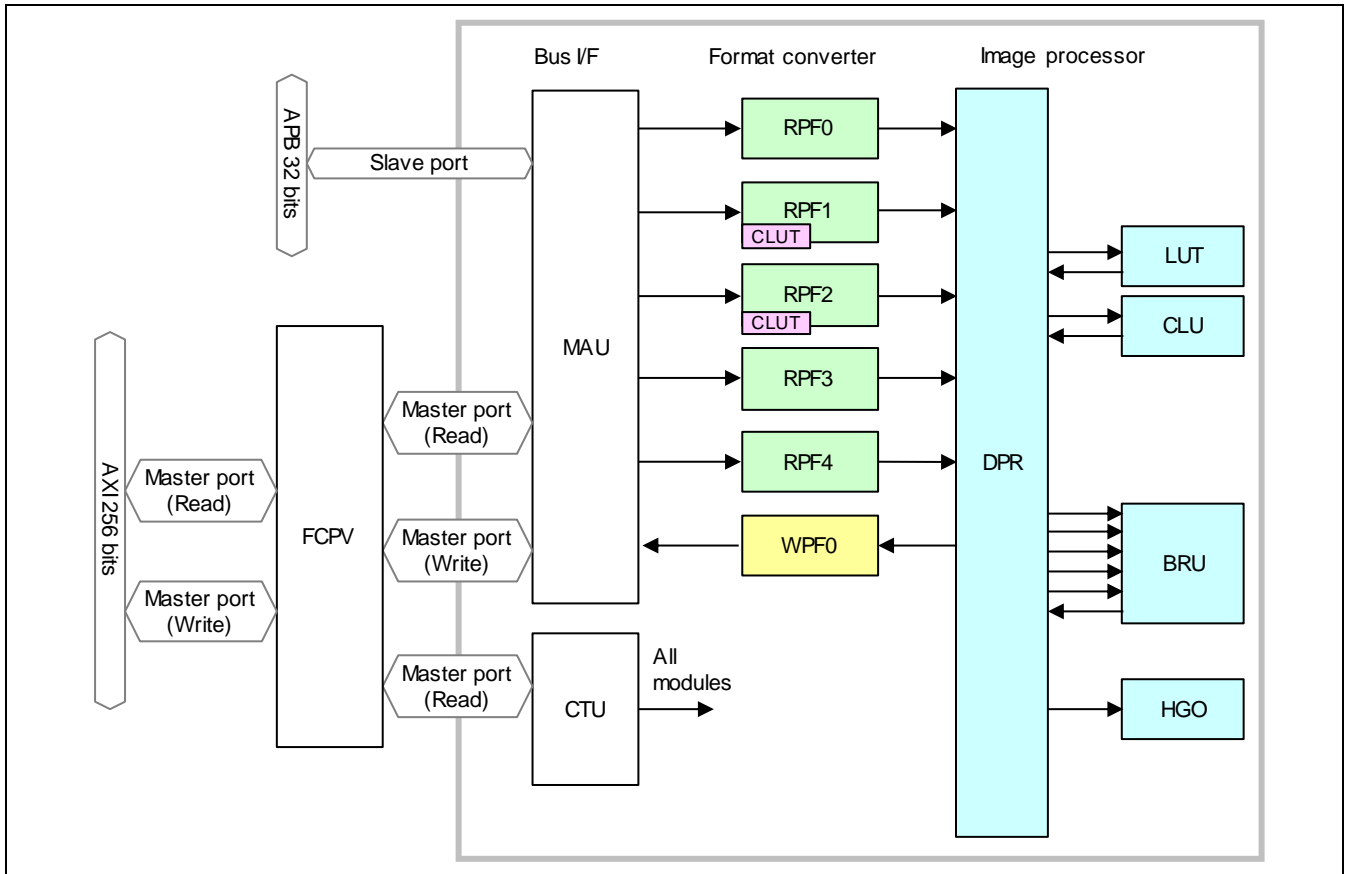 Bus I/F
Format converter
Image processor
APB 32 bits
Slave port
RPF0
RPF1
CLUT
LUT
RPF2
CLUT
CLU
MAU
RPF3
Master port
(Read)
AXI 256 bits
Master port
(Read)
RPF4
DPR
FCPV
Master port
(Write)
WPF0
BRU
Master port
(Write)
Master port
(Read)
CTU
All
modules
HGO